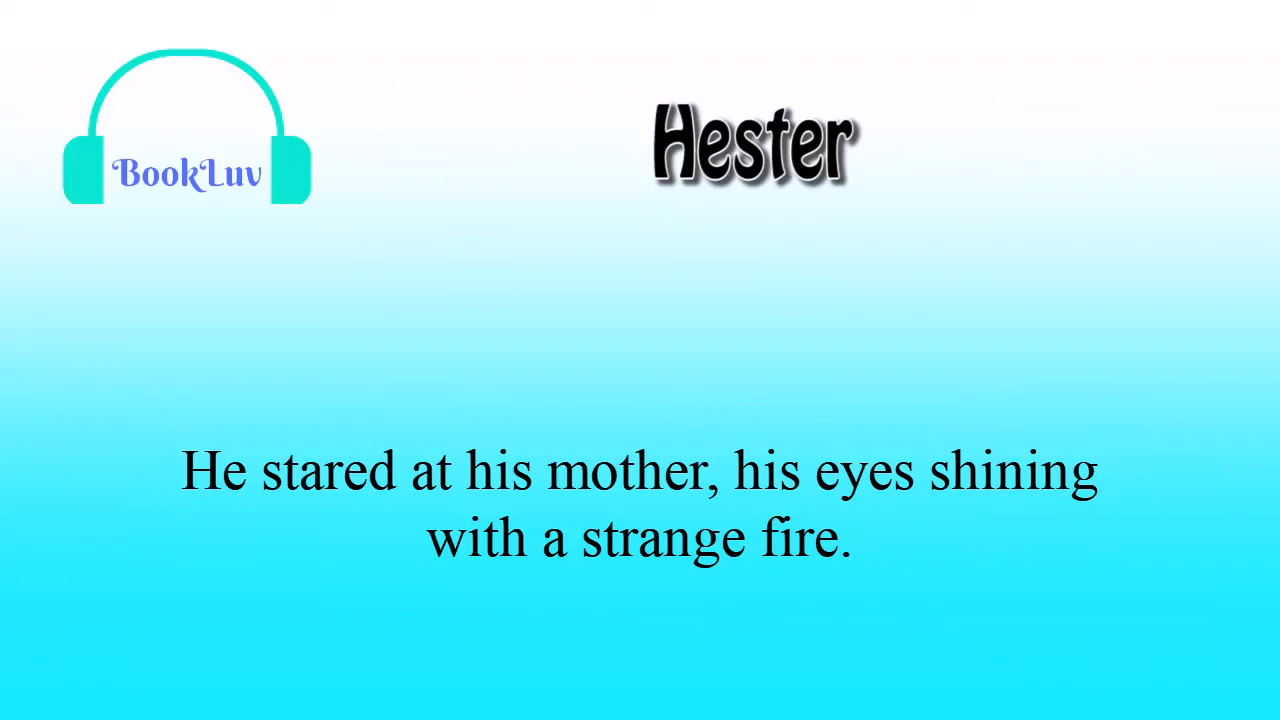 BookLuv
Hester
He stared at his mother, his eyes shining
with a strange fire.